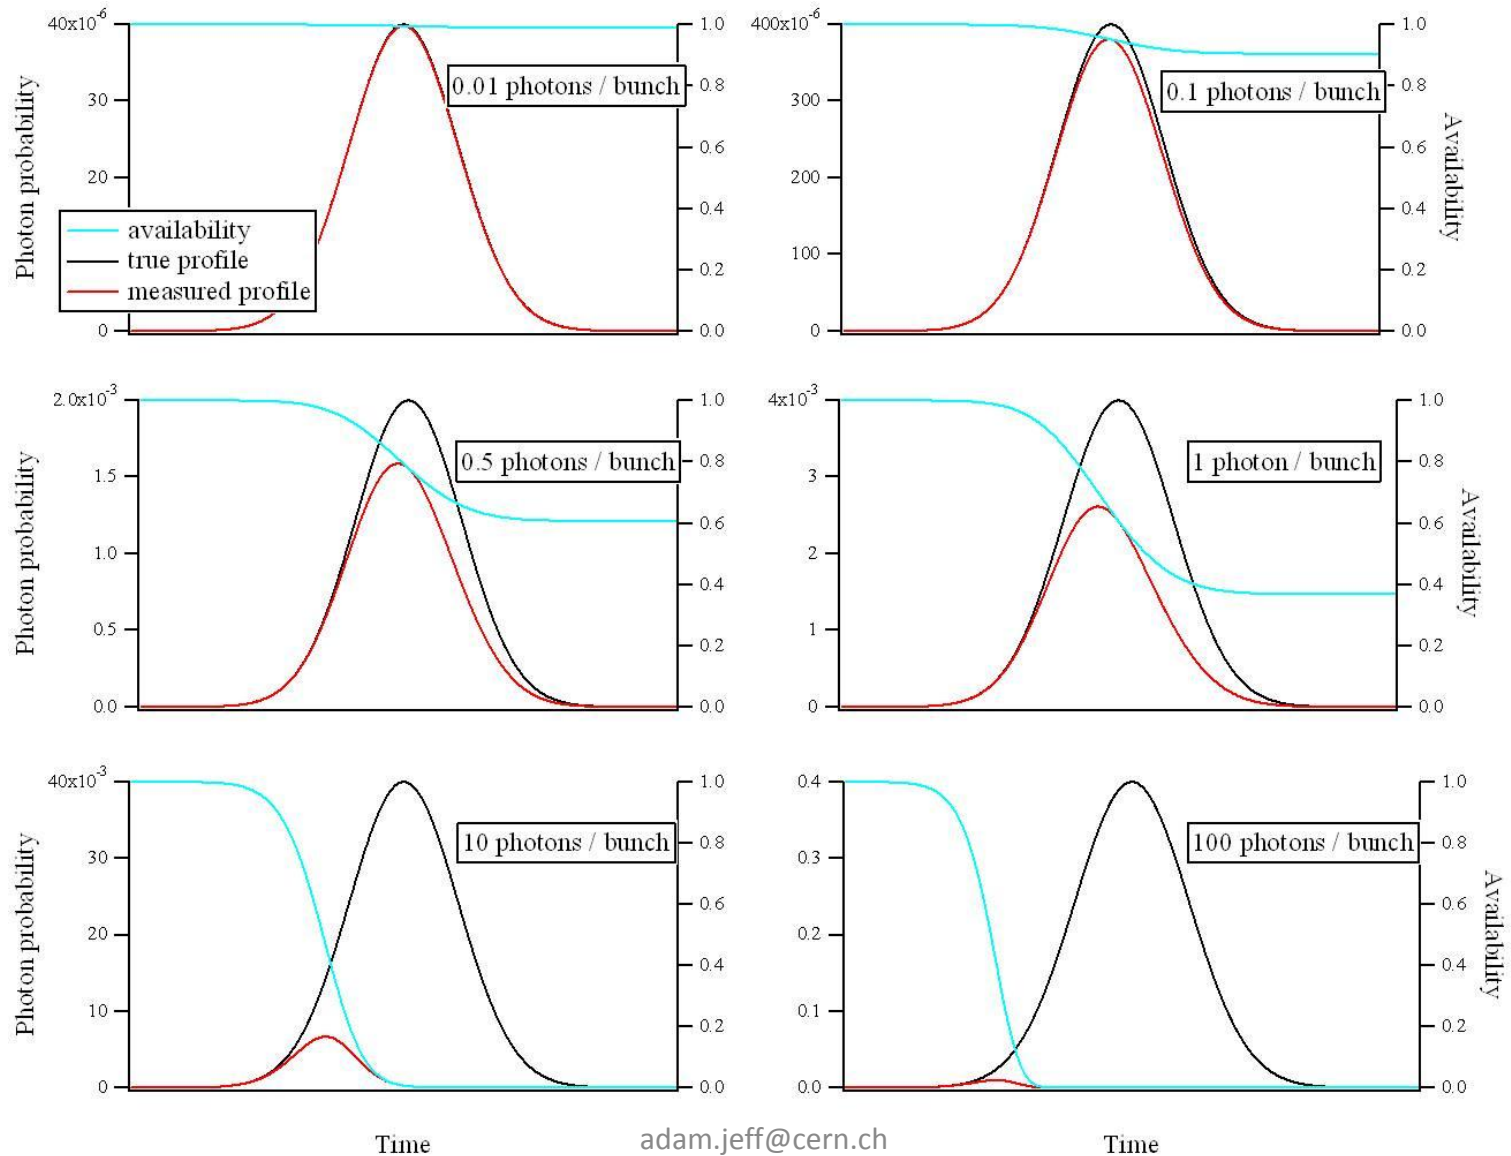 40x10-6
30
20
0
Photon probability
1.0
0.8
0.6
0.4
0.2
0.0
0.01 photons / bunch
availability
true profile
measured profile
400x10-6
300
200
100
0
1.0
0.8
0.6
0.4
0.2
0.0
Availability
0.1 photons / bunch
2.0x10-3
1.5
1.0
0.5
0.0
Photon probability
1.0
0.8
0.6
0.4
0.2
0.0
0.5 photons / bunch
4x10-3
3
2
1
0
1.0
0.8
0.6
0.4
0.2
0.0
Availability
1 photon / bunch
40x10-3
30
20
10
0
Photon probability
1.0
0.8
0.6
0.4
0.2
0.0
10 photons / bunch
Time
0.4
0.3
0.2
0.1
0.0
1.0
0.8
0.6
0.4
0.2
0.0
Availability
100 photons / bunch
Time
adam.jeff@cern.ch